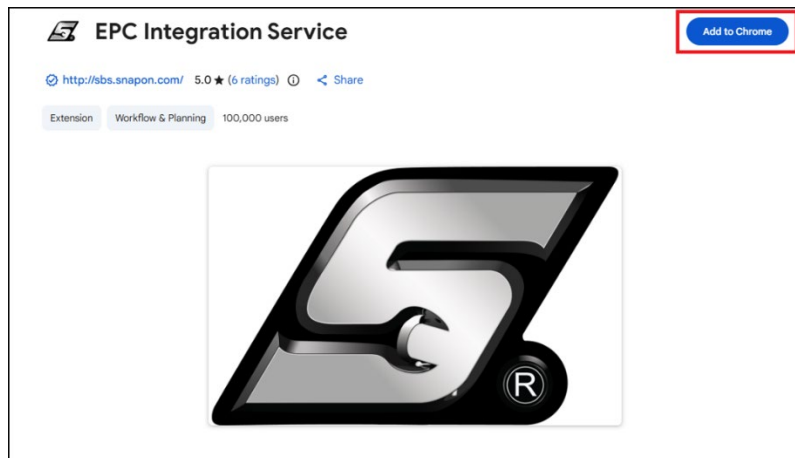 EPC Integration Service
Add to Chrome
http://sbs.snapon.com/ 5.0 ★ (6 ratings) Share
Extension Workflow & Planning 100,000 users
®